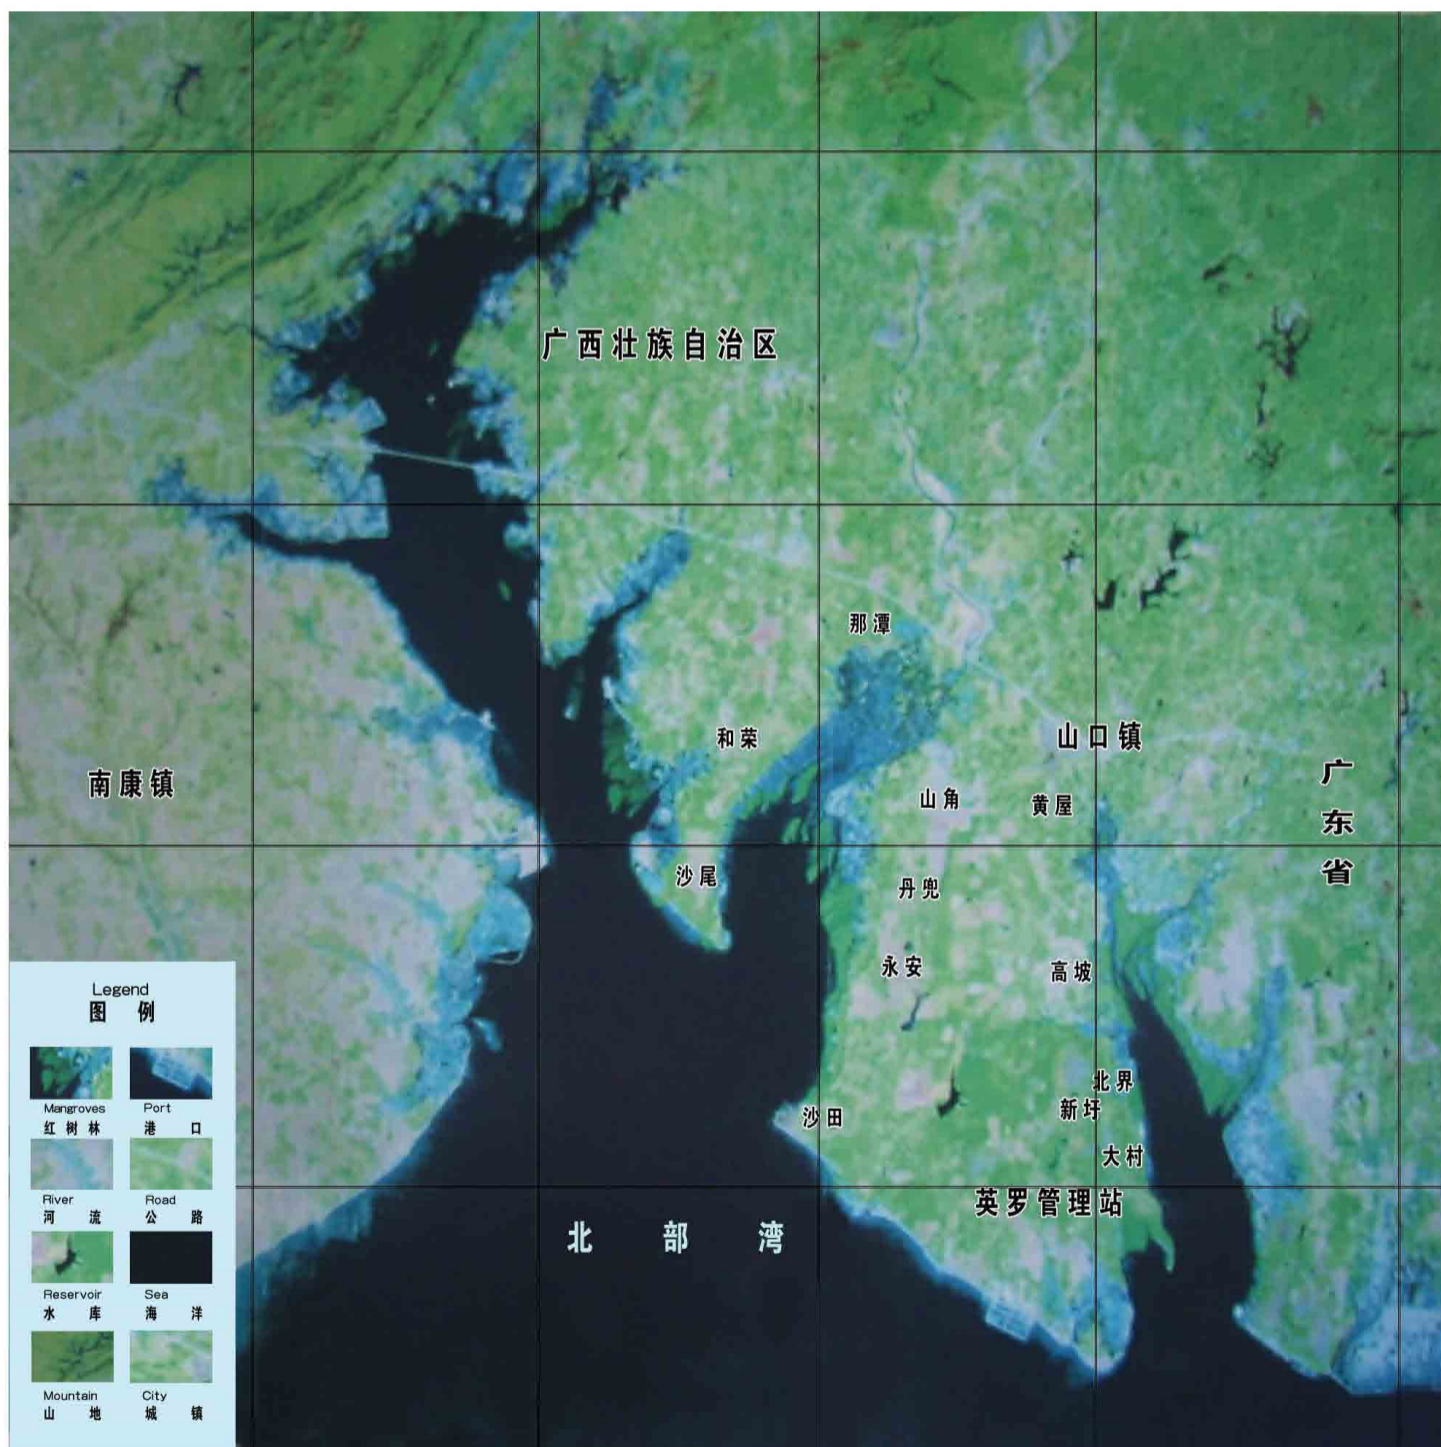 广西壮族自治区
那潭
和荣
山口镇
南康镇
山角
黄屋
广东省
沙尾
丹兜
永安
高坡
北界
新圩
沙田
大村
英罗管理站
北部湾
Legend
图例
Mangroves
红树林
Port
港口
River
河流
Road
公路
Reservoir
水库
Sea
海洋
Mountain
山地
City
城镇